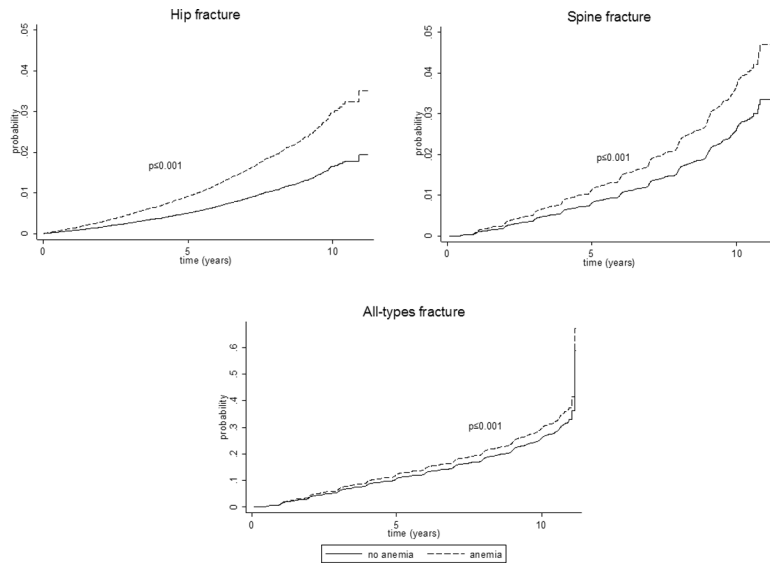 Hip fracture
.05
.04
.03
.02
.01
0
probability
p≤0.001
0 5 10
time (years)
Spine fracture
.05
.04
.03
.02
.01
0
probability
p≤0.001
0 5 10
time (years)
All-types fracture
.6
.5
.4
.3
.2
.1
0
probability
p≤0.001
0 5 10
time (years)
no anemia anemia